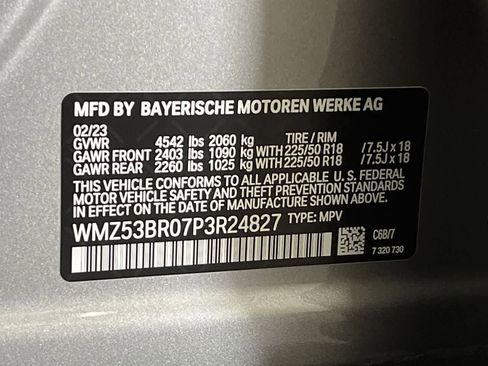 MFD BY BAYERISCHE MOTOREN WERKE AG
02/23
GVWR 4542 lbs 2060 kg TIRE / RIM
GAWR FRONT 2403 lbs 1090 kg WITH 225/50 R18 /7.5J x 18
GAWR REAR 2260 lbs 1025 kg WITH 225/50 R18 /7.5J x 18
THIS VEHICLE CONFORMS TO ALL APPLICABLE U.S. FEDERAL
MOTOR VEHICLE SAFETY, BUMPER AND THEFT PREVENTION
STANDARDS IN EFFECT ON THE DATE OF MANUFACTURE
SHOWN ABOVE.
WMZ53BR07P3R24827 TYPE: MPV
C6B/7
7 320 730